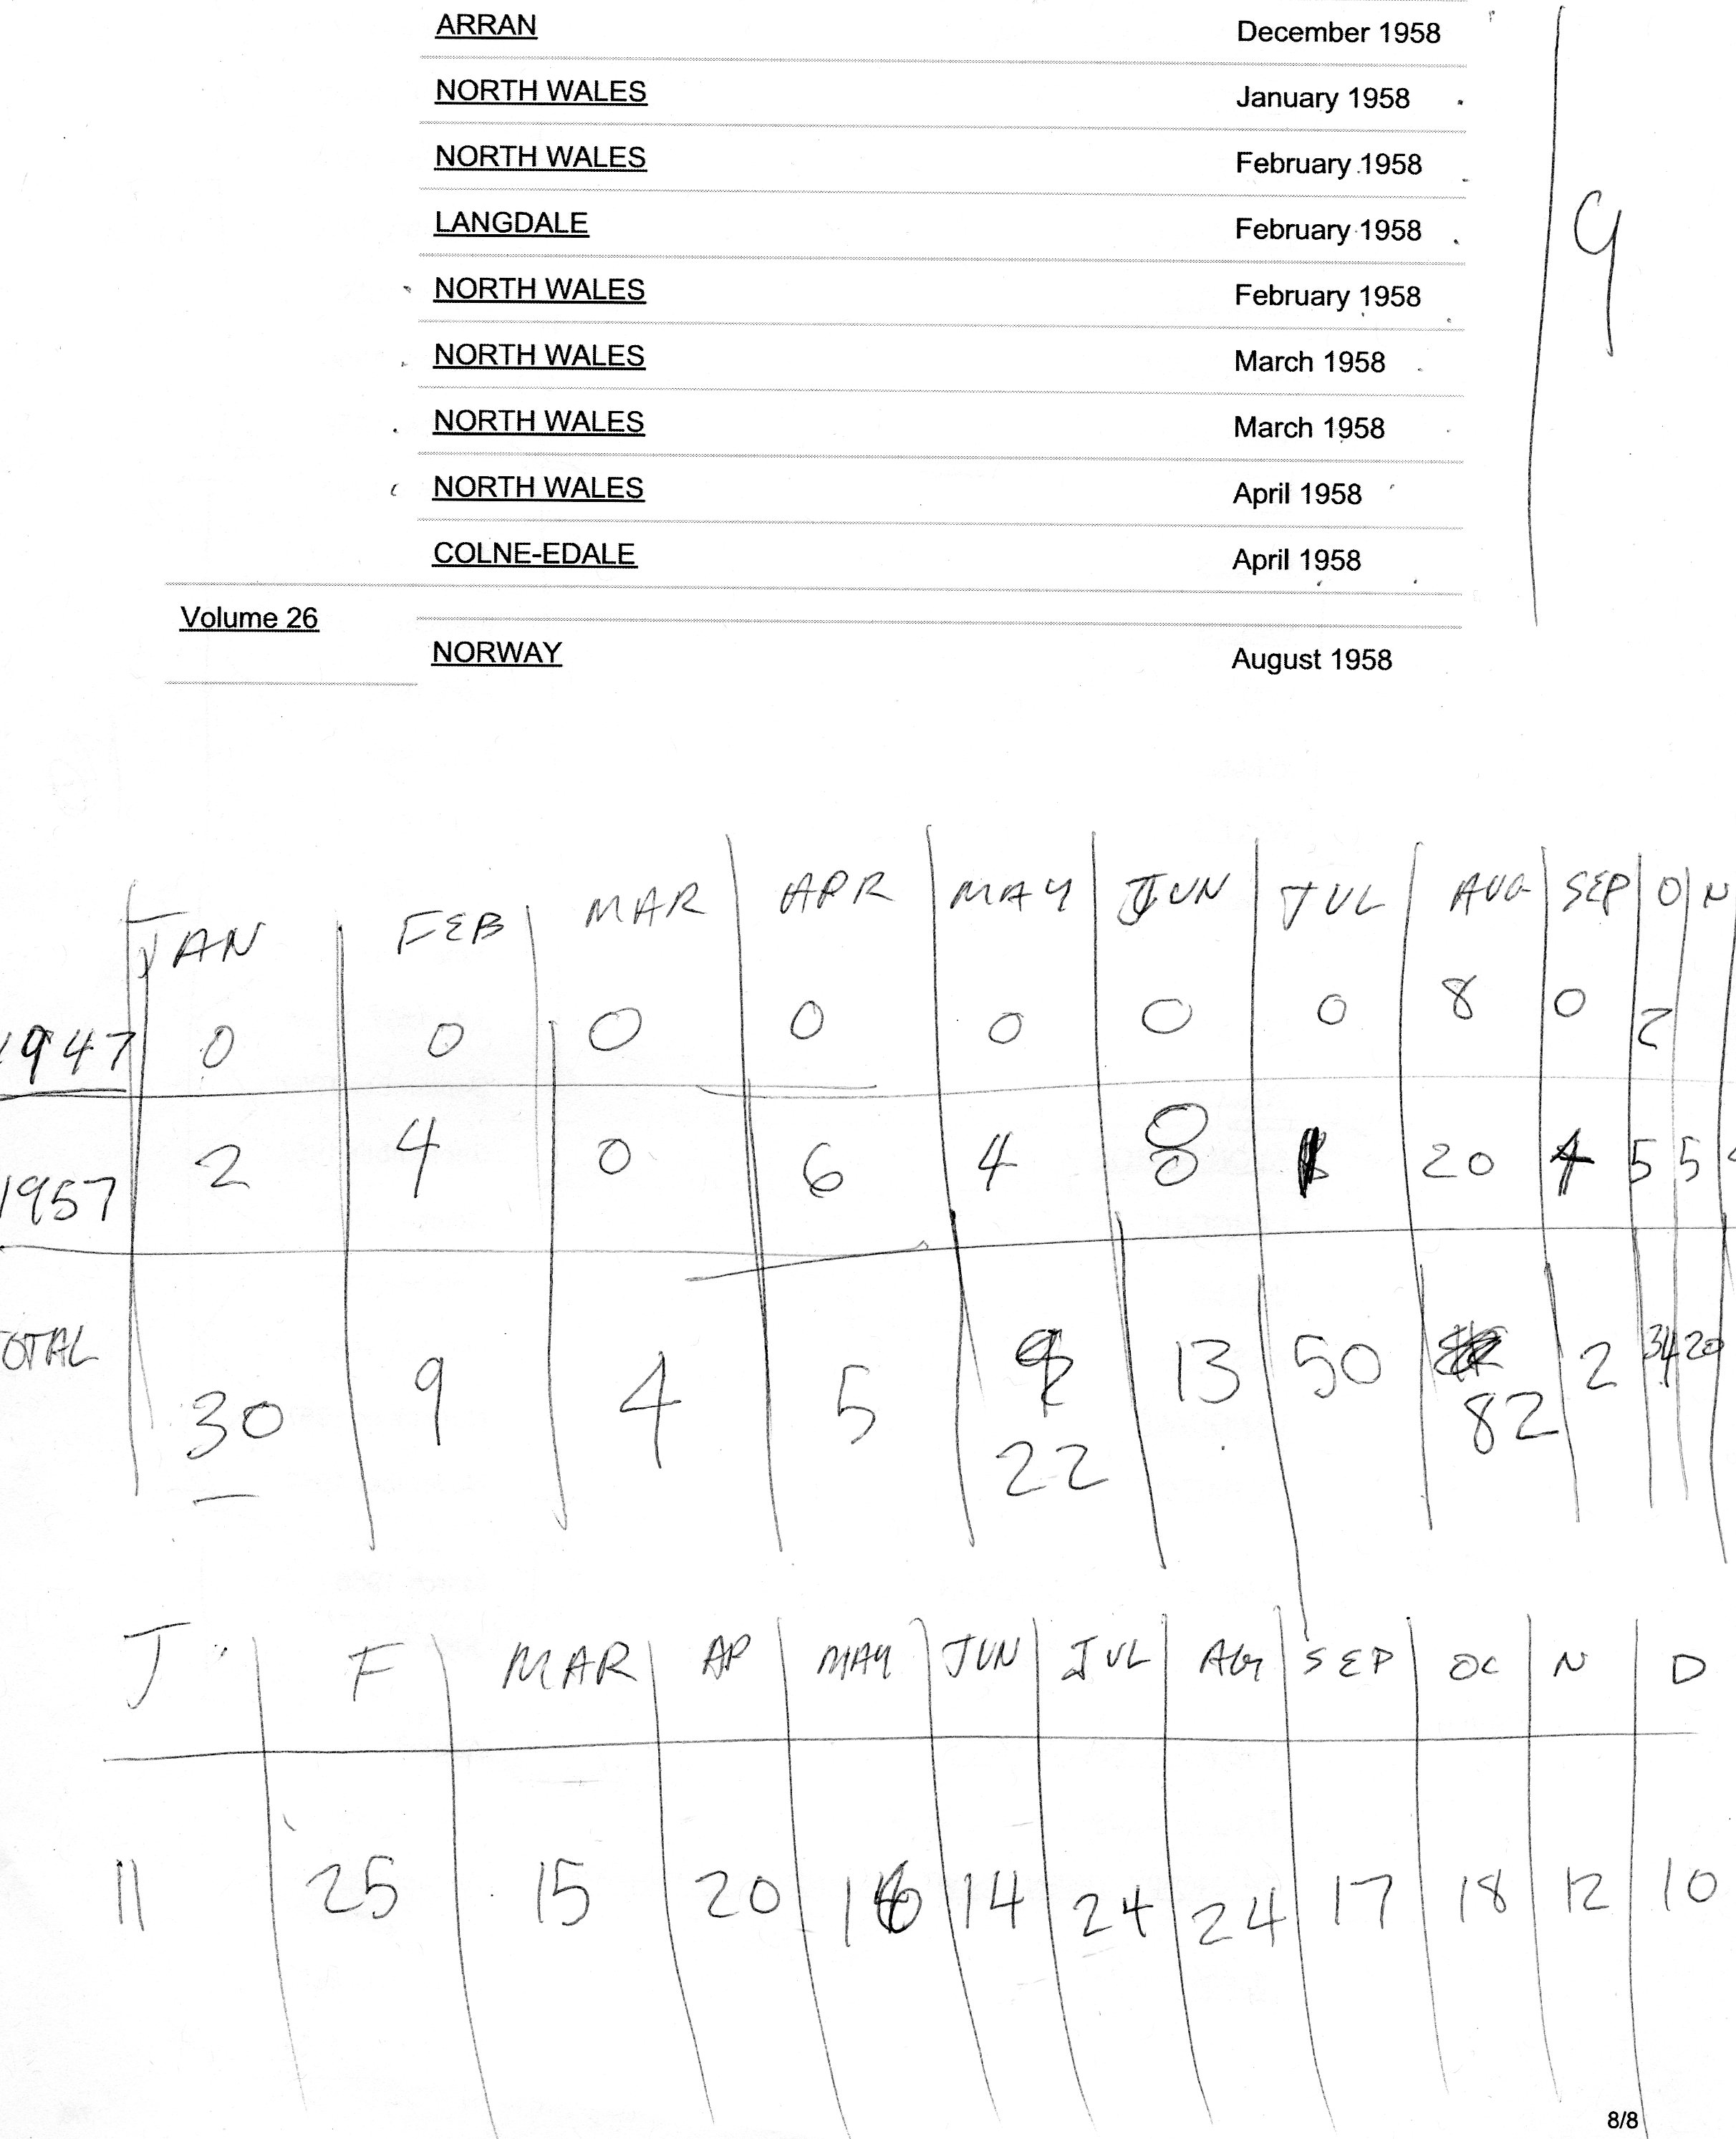 ARRAN December 1958
NORTH WALES January 1958
NORTH WALES February 1958
LANGDALE February 1958
9
NORTH WALES February 1958
NORTH WALES March 1958
NORTH WALES March 1958
NORTH WALES April 1958
COLNE-EDALE April 1958
Volume 26
NORWAY August 1958
JAN FEB MAR APR MAY JUN JUL AUG SEP O N
1947 0 0 0 0 0 0 0 8 0 2
1957 2 4 0 6 4 8 20 4 5 5
OTAL 30 9 4 5 22 13 50 82 2 34 20
J F MAR AP MAY JUN JUL AG SEP OC N D
11 25 15 20 16 14 24 24 17 18 12 10
8/8